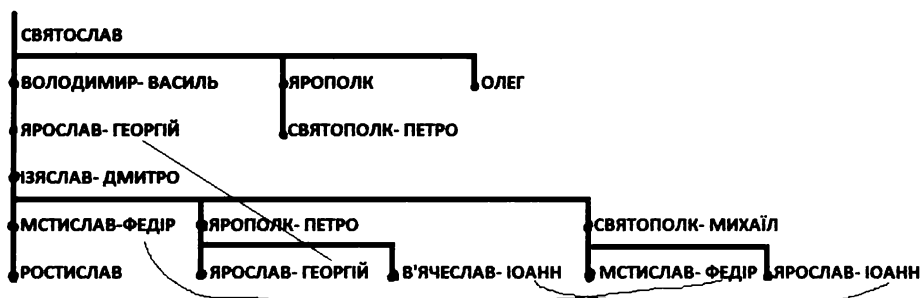 СВЯТОСЛАВ
ВОЛОДИМИР- ВАСИЛЬ ЯРОПОЛК ОЛЕГ
ЯРОСЛАВ- ГЕОРГІЙ СВЯТОПОЛК- ПЕТРО
ІЗЯСЛАВ- ДМИТРО
МСТИСЛАВ-ФЕДІР ЯРОПОЛК- ПЕТРО СВЯТОПОЛК- МИХАЇЛ
РОСТИСЛАВ ЯРОСЛАВ- ГЕОРГІЙ В'ЯЧЕСЛАВ- ІОАНН МСТИСЛАВ- ФЕДІР ЯРОСЛАВ- ІОАНН